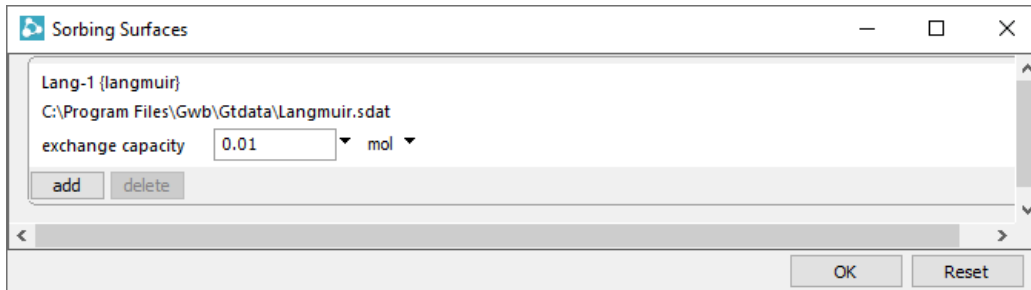 Sorbing Surfaces
Lang-1 {langmuir}
C:\Program Files\Gwb\Gtdata\Langmuir.sdat
exchange capacity 0.01 mol
add delete
OK Reset